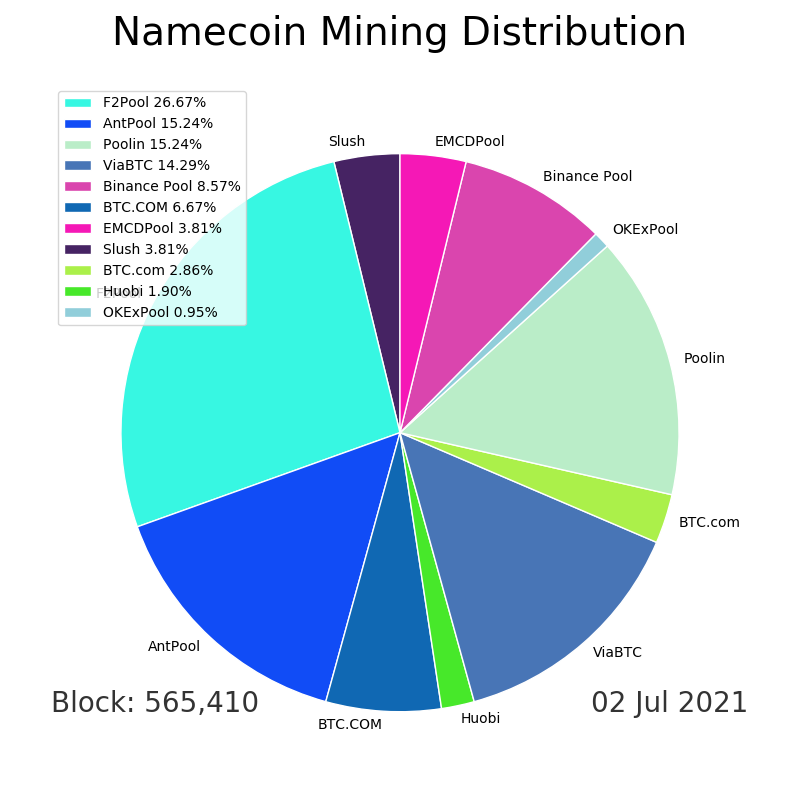 Namecoin Mining Distribution
F2Pool 26.67%
AntPool 15.24%
Poolin 15.24%
ViaBTC 14.29%
Binance Pool 8.57%
BTC.COM 6.67%
EMCDPool 3.81%
Slush 3.81%
BTC.com 2.86%
Huobi 1.90%
OKExPool 0.95%
Slush
EMCDPool
Binance Pool
OKExPool
F2Pool
Poolin
BTC.com
AntPool
ViaBTC
Block: 565,410
02 Jul 2021
BTC.COM
Huobi